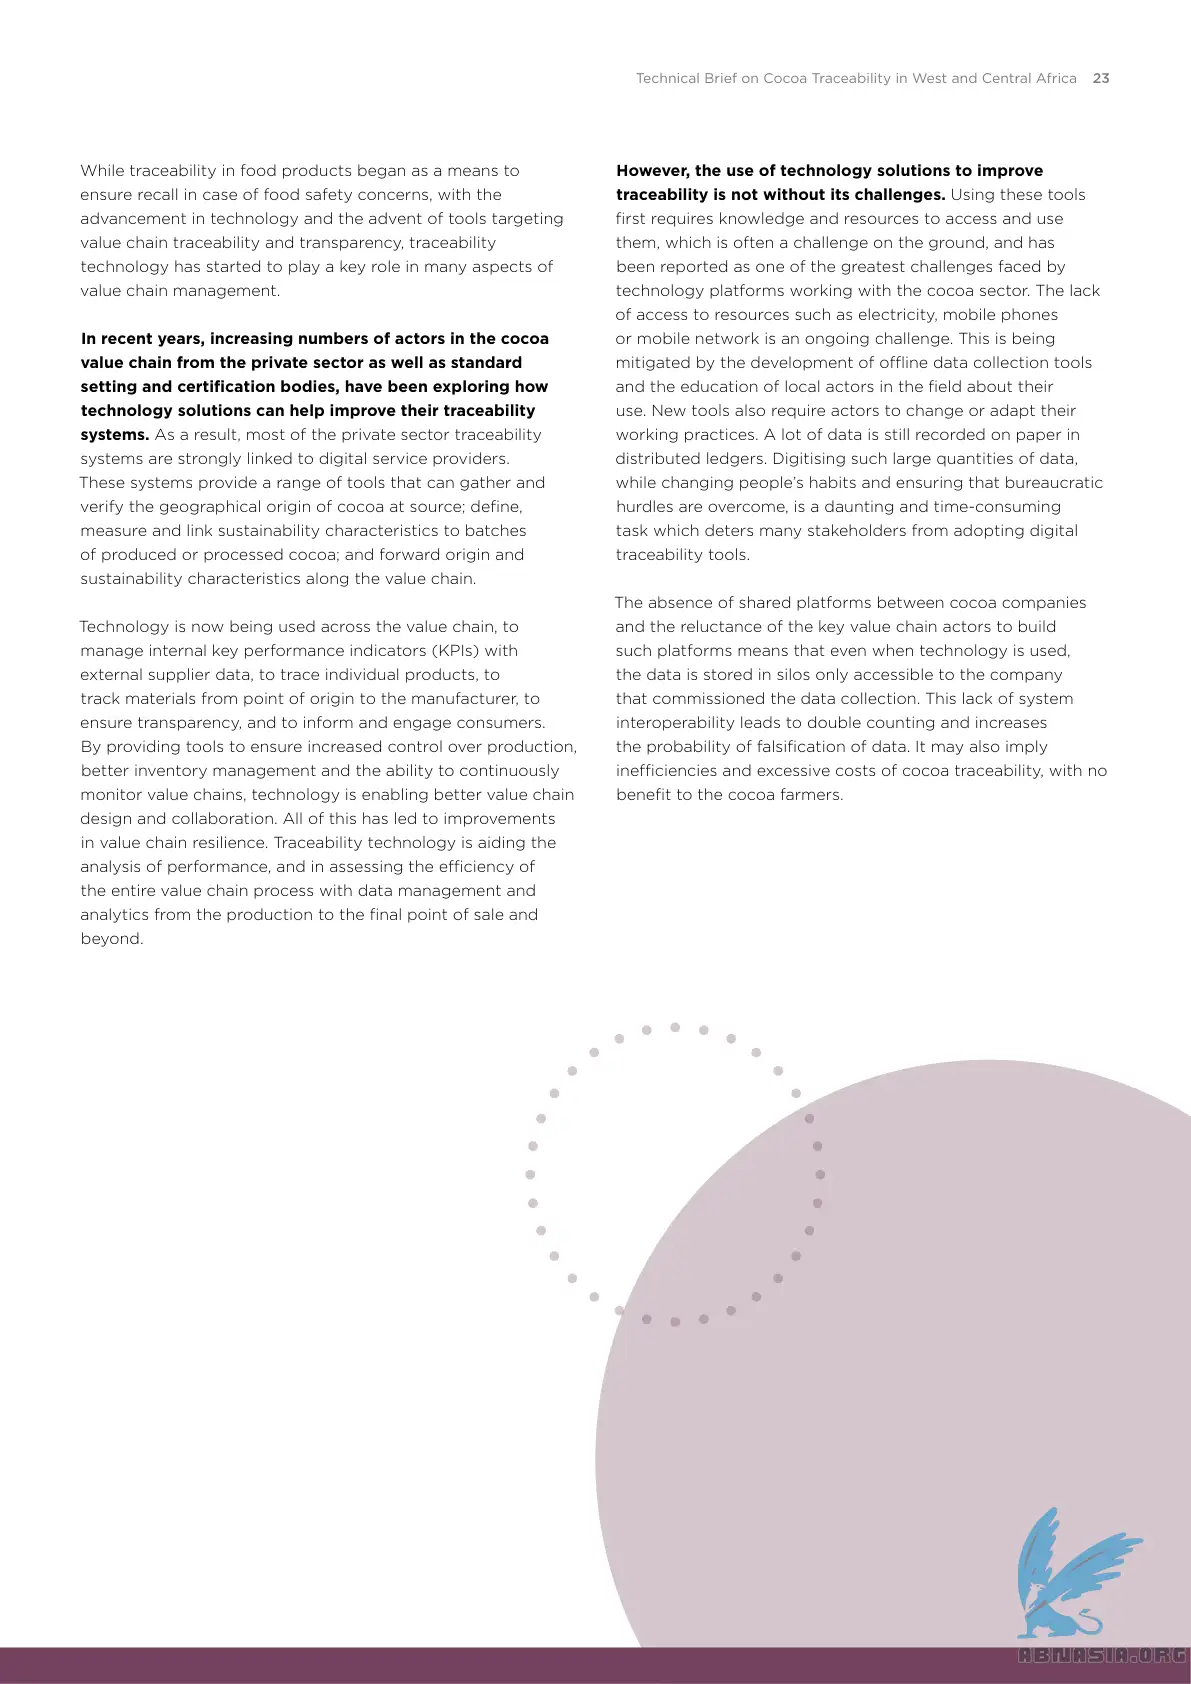 Technical Brief on Cocoa Traceability in West and Central Africa 23
While traceability in food products began as a means to
ensure recall in case of food safety concerns, with the
advancement in technology and the advent of tools targeting
value chain traceability and transparency, traceability
technology has started to play a key role in many aspects of
value chain management.
In recent years, increasing numbers of actors in the cocoa
value chain from the private sector as well as standard
setting and certification bodies, have been exploring how
technology solutions can help improve their traceability
systems. As a result, most of the private sector traceability
systems are strongly linked to digital service providers.
These systems provide a range of tools that can gather and
verify the geographical origin of cocoa at source; define,
measure and link sustainability characteristics to batches
of produced or processed cocoa; and forward origin and
sustainability characteristics along the value chain.
Technology is now being used across the value chain, to
manage internal key performance indicators (KPIs) with
external supplier data, to trace individual products, to
track materials from point of origin to the manufacturer, to
ensure transparency, and to inform and engage consumers.
By providing tools to ensure increased control over production,
better inventory management and the ability to continuously
monitor value chains, technology is enabling better value chain
design and collaboration. All of this has led to improvements
in value chain resilience. Traceability technology is aiding the
analysis of performance, and in assessing the efficiency of
the entire value chain process with data management and
analytics from the production to the final point of sale and
beyond.
However, the use of technology solutions to improve
traceability is not without its challenges. Using these tools
first requires knowledge and resources to access and use
them, which is often a challenge on the ground, and has
been reported as one of the greatest challenges faced by
technology platforms working with the cocoa sector. The lack
of access to resources such as electricity, mobile phones
or mobile network is an ongoing challenge. This is being
mitigated by the development of offline data collection tools
and the education of local actors in the field about their
use. New tools also require actors to change or adapt their
working practices. A lot of data is still recorded on paper in
distributed ledgers. Digitising such large quantities of data,
while changing people's habits and ensuring that bureaucratic
hurdles are overcome, is a daunting and time-consuming
task which deters many stakeholders from adopting digital
traceability tools.
The absence of shared platforms between cocoa companies
and the reluctance of the key value chain actors to build
such platforms means that even when technology is used,
the data is stored in silos only accessible to the company
that commissioned the data collection. This lack of system
interoperability leads to double counting and increases
the probability of falsification of data. It may also imply
inefficiencies and excessive costs of cocoa traceability, with no
benefit to the cocoa farmers.
ABNASIA.ORG